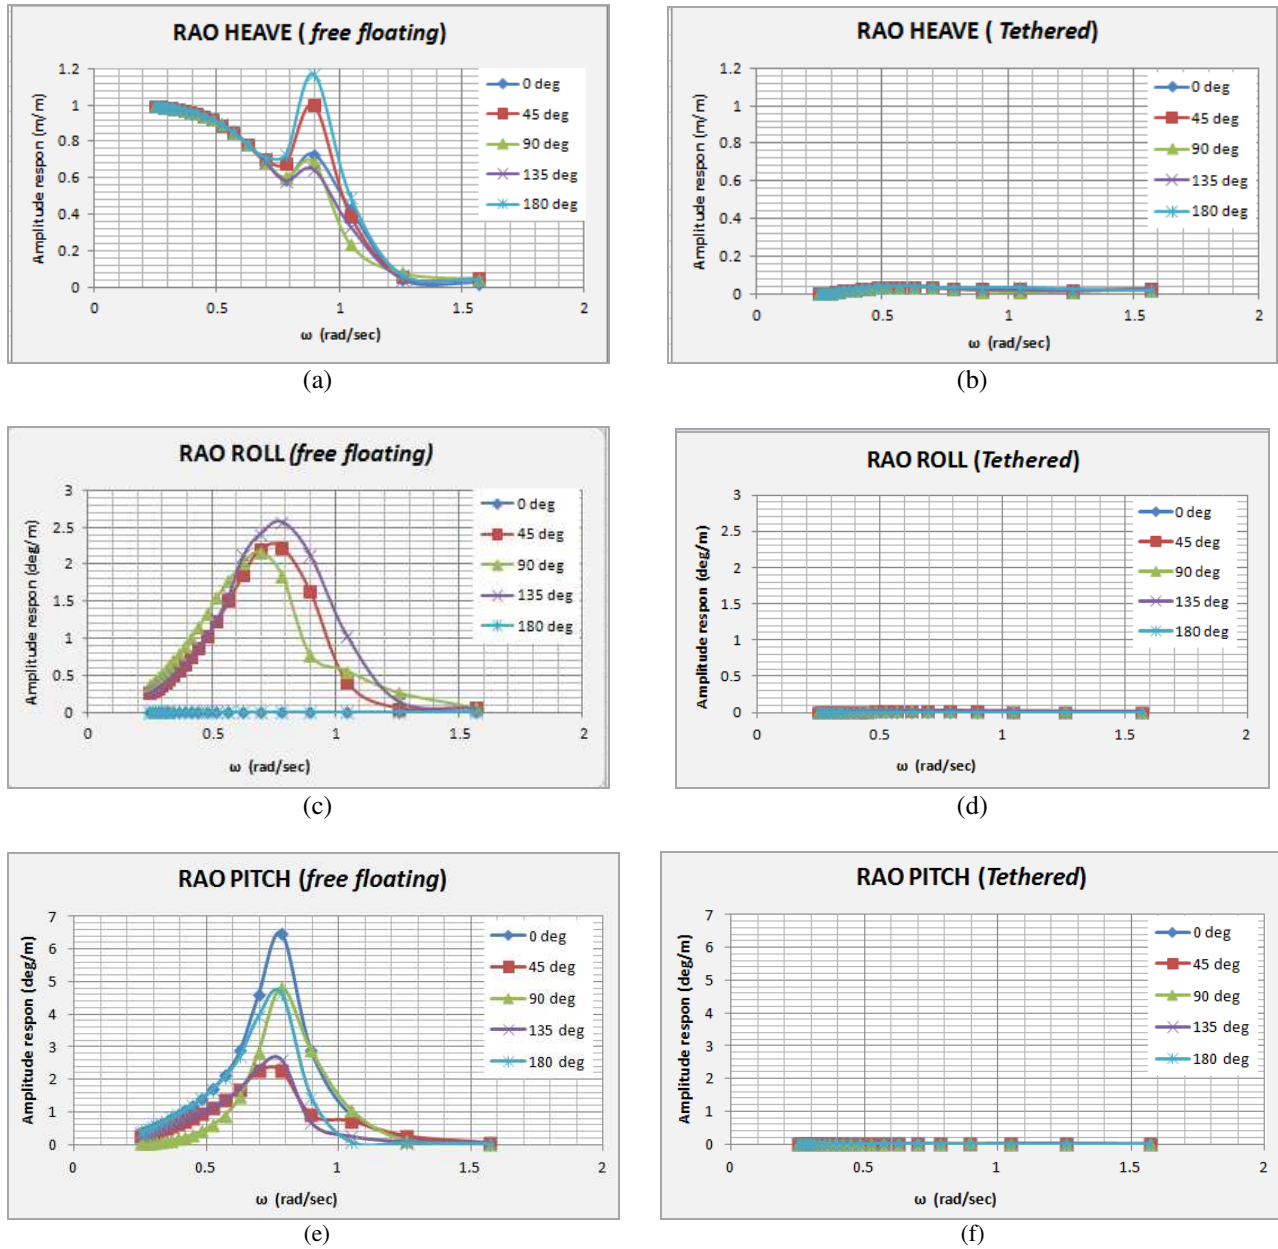 RAO HEAVE ( free floating)
1.2
1
0.8
0.6
0.4
0.2
0
Amplitude respon (m/m)
0 deg
45 deg
90 deg
135 deg
180 deg
0 0.5 1 1.5 2
ω (rad/sec)
(a)
RAO HEAVE ( Tethered)
1.2
1
0.8
0.6
0.4
0.2
0
Amplitude respon (m/m)
0 deg
45 deg
90 deg
135 deg
180 deg
0 0.5 1 1.5 2
ω (rad/sec)
(b)
RAO ROLL (free floating)
3
2.5
2
1.5
1
0.5
0
Amplitude respon (deg/m)
0 deg
45 deg
90 deg
135 deg
180 deg
0 0.5 1 1.5 2
ω (rad/sec)
(c)
RAO ROLL (Tethered)
3
2.5
2
1.5
1
0.5
0
Amplitude respon (deg/m)
0 deg
45 deg
90 deg
135 deg
180 deg
0 0.5 1 1.5 2
ω (rad/sec)
(d)
RAO PITCH (free floating)
7
6
5
4
3
2
1
0
Amplitude respon (deg/m)
0 deg
45 deg
90 deg
135 deg
180 deg
0 0.5 1 1.5 2
ω (rad/sec)
(e)
RAO PITCH (Tethered)
7
6
5
4
3
2
1
0
Amplitude respon (deg/m)
0 deg
45 deg
90 deg
135 deg
180 deg
0 0.5 1 1.5 2
ω (rad/sec)
(f)